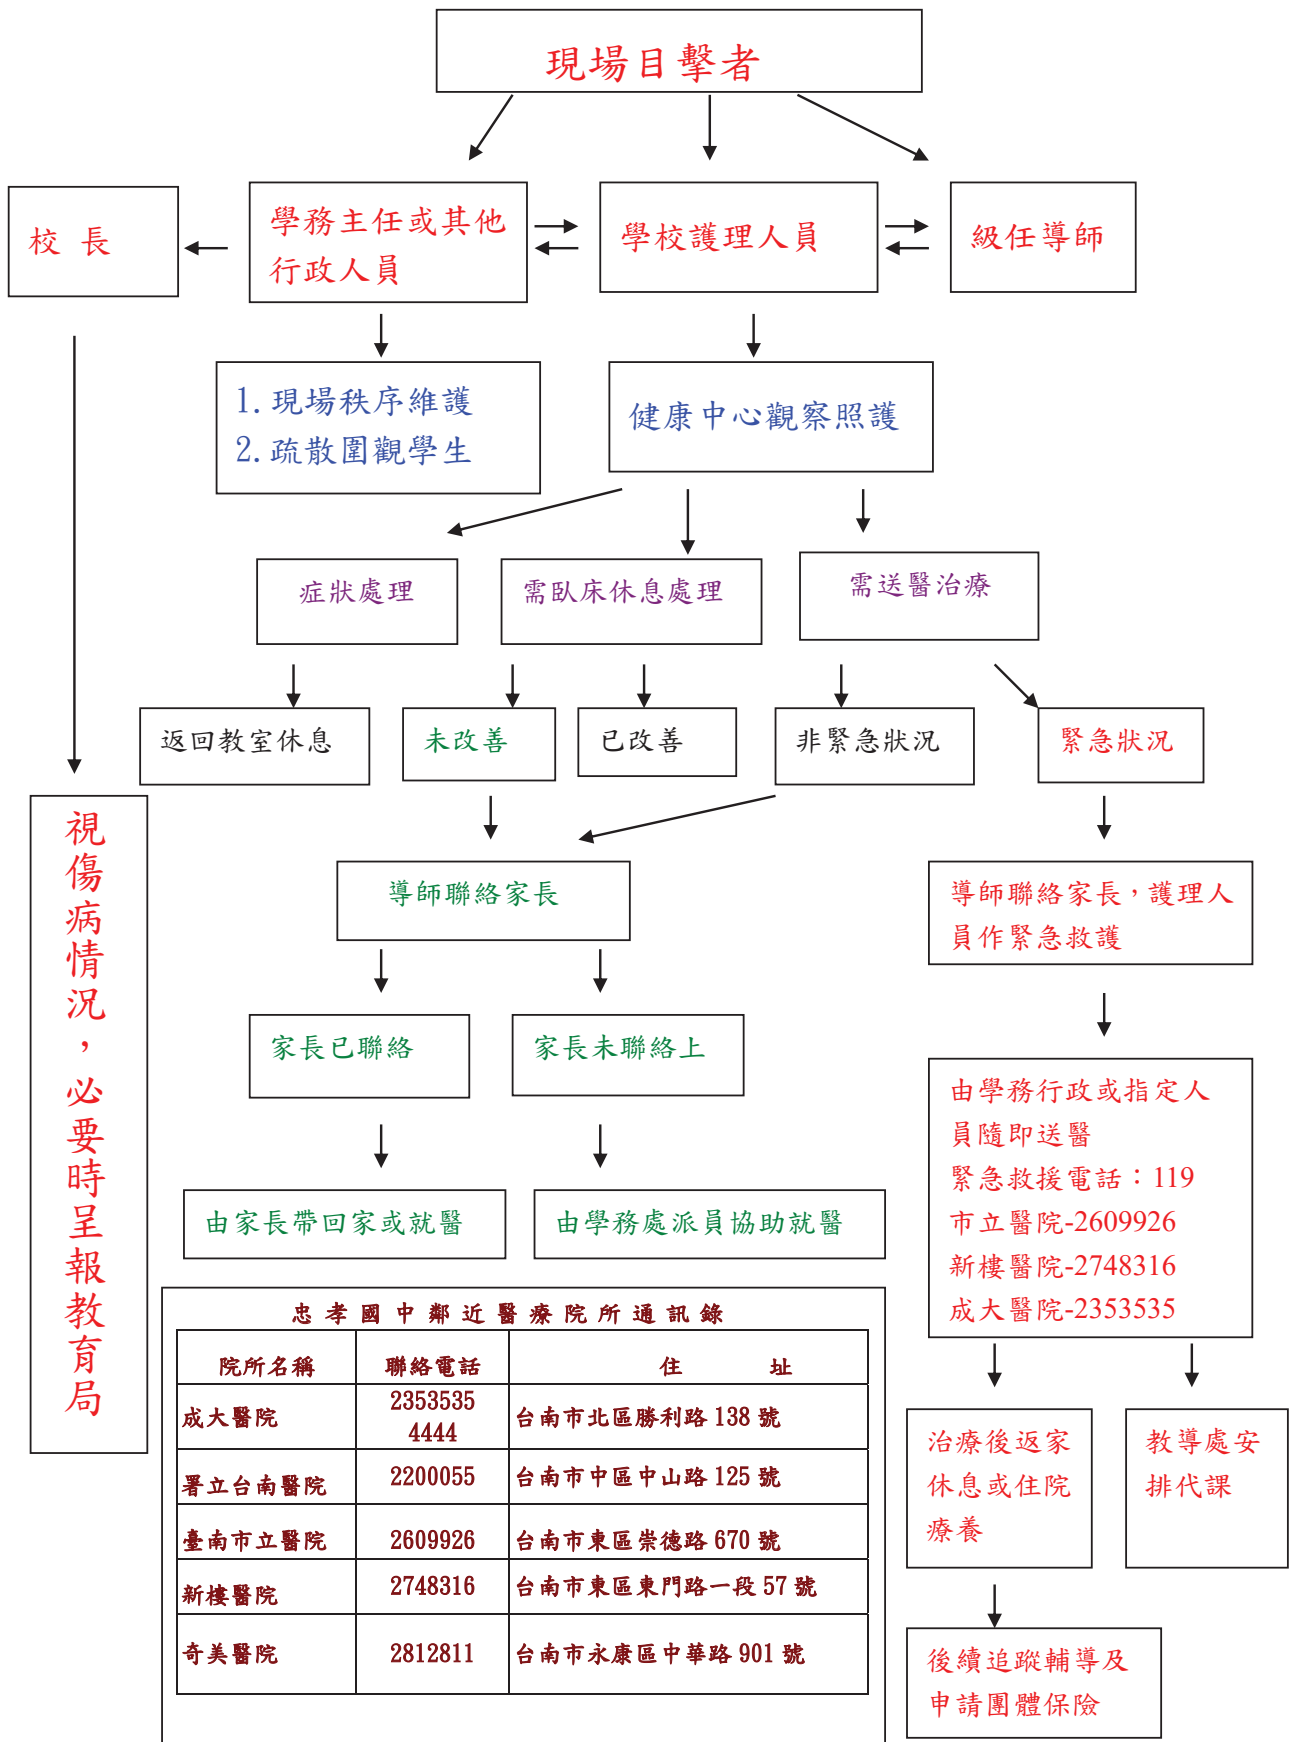 現場目擊者
校 長
學務主任或其他
行政人員
學校護理人員
級任導師
1. 現場秩序維護
2. 疏散圍觀學生
健康中心觀察照護
症狀處理
需臥床休息處理
需送醫治療
返回教室休息
未改善
已改善
非緊急狀況
緊急狀況
視傷病情況，必要時呈報教育局
導師聯絡家長
導師聯絡家長，護理人
員作緊急救護
家長已聯絡
家長未聯絡上
由學務行政或指定人
員隨即送醫
緊急救援電話：119
市立醫院-2609926
新樓醫院-2748316
成大醫院-2353535
由家長帶回家或就醫
由學務處派員協助就醫
忠孝國中鄰近醫療院所通訊錄
院所名稱 聯絡電話 住 址
成大醫院 2353535 台南市北區勝利路 138 號
4444
署立台南醫院 2200055 台南市中區中山路 125 號
臺南市立醫院 2609926 台南市東區崇德路 670 號
新樓醫院 2748316 台南市東區東門路一段 57 號
奇美醫院 2812811 台南市永康區中華路 901 號
治療後返家
休息或住院
療養
教導處安
排代課
後續追蹤輔導及
申請團體保險